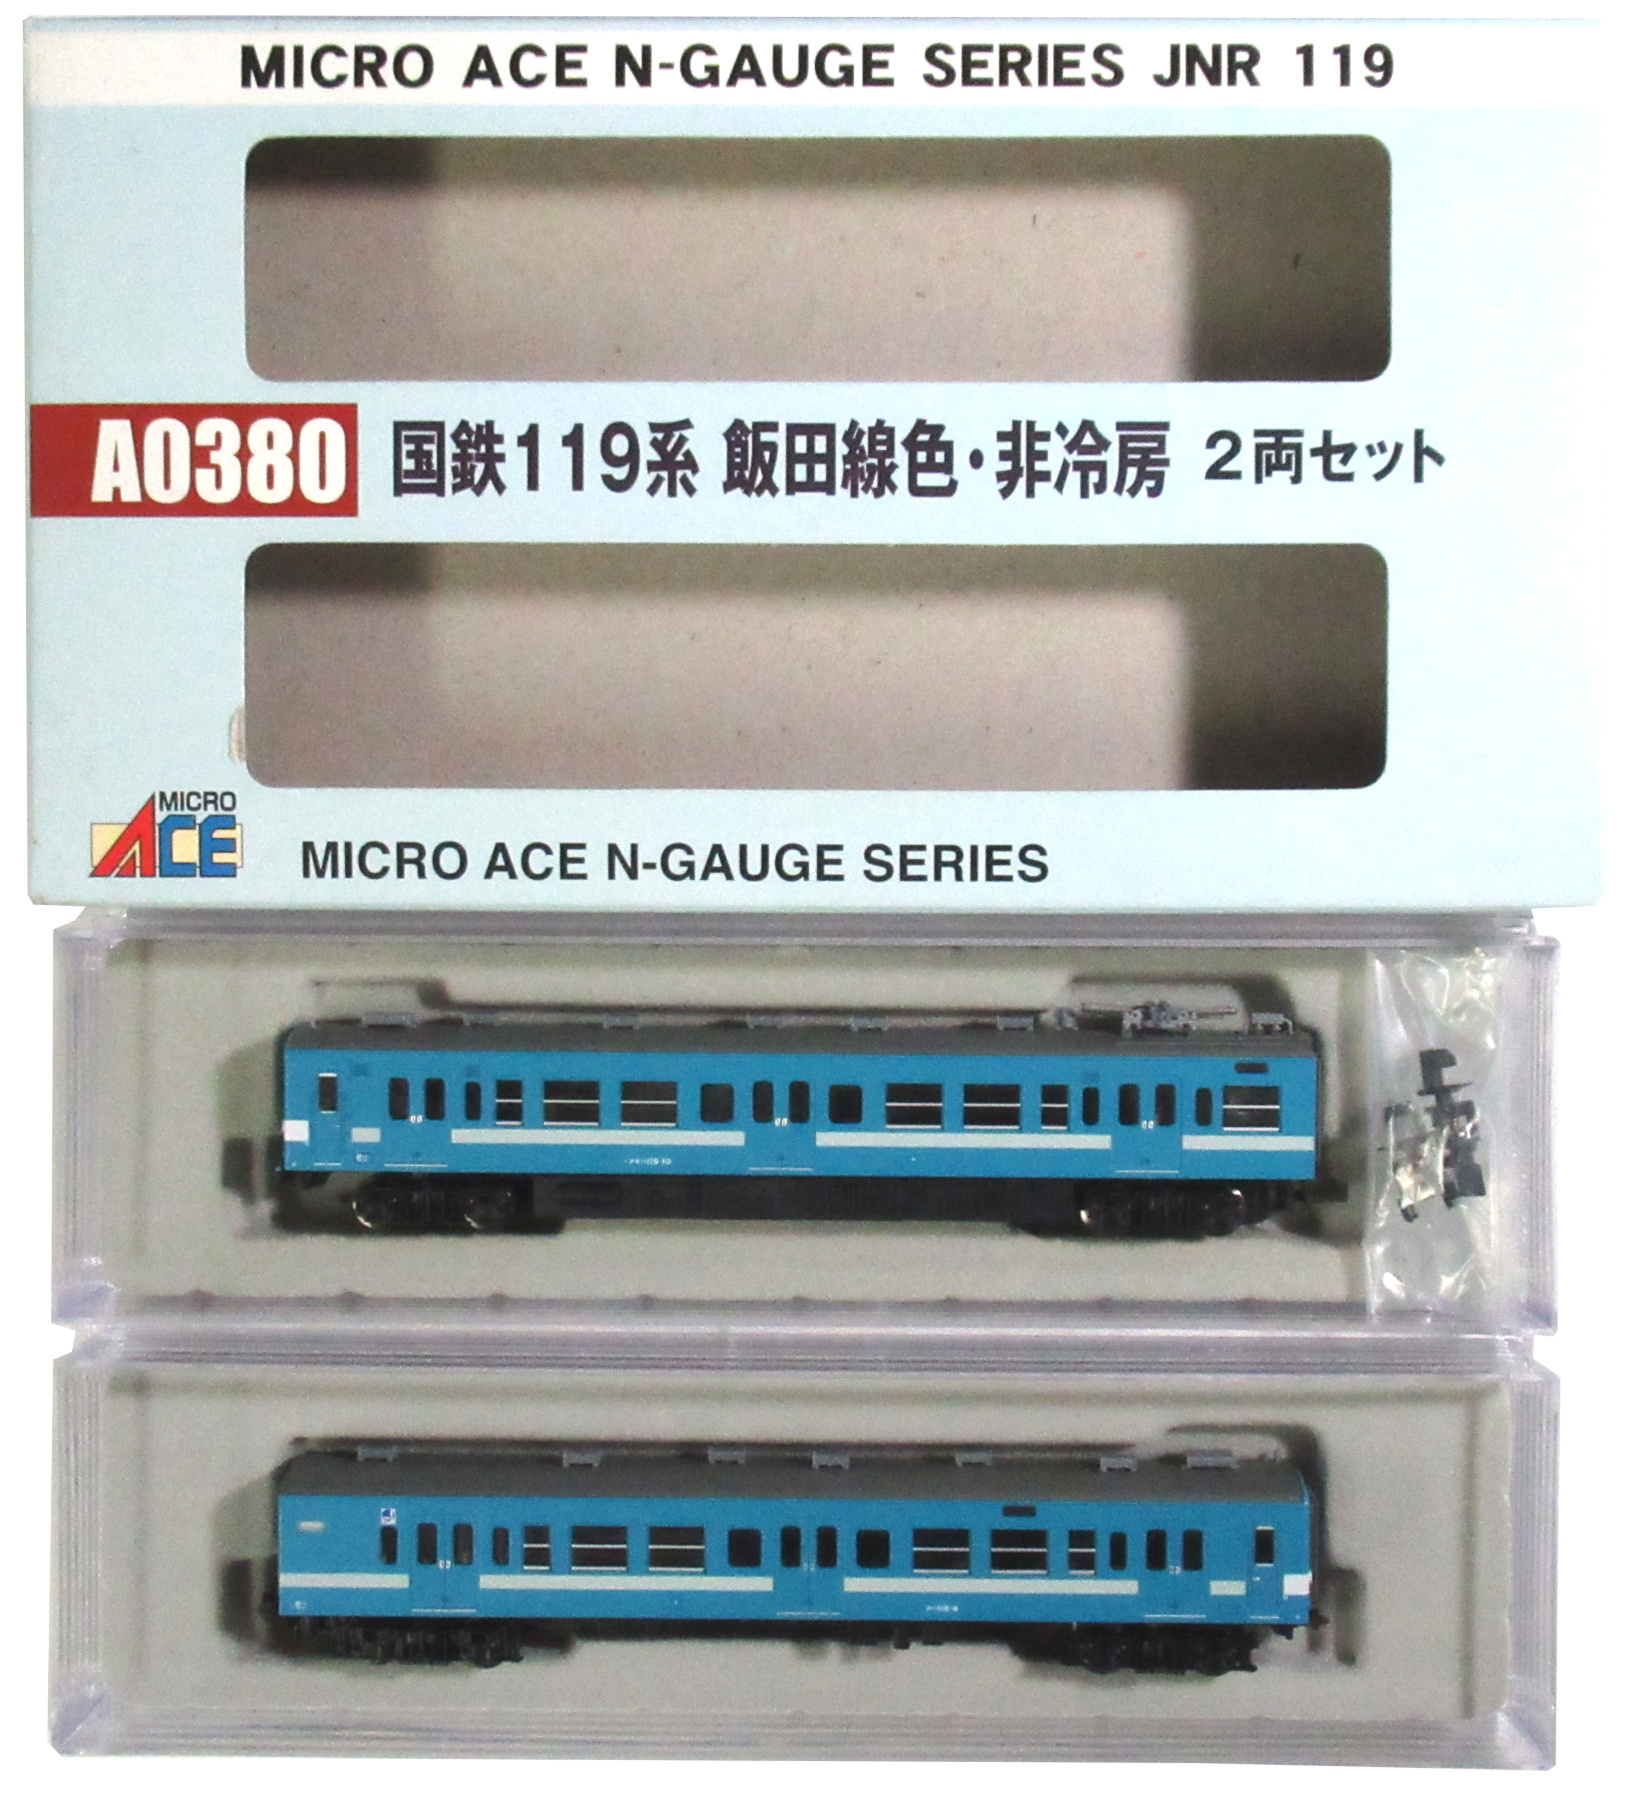 MICRO ACE N-GAUGE SERIES JNR 119
A0380 国鉄119系 飯田線色・非冷房 2両セット
MICRO
ACE
MICRO ACE N-GAUGE SERIES